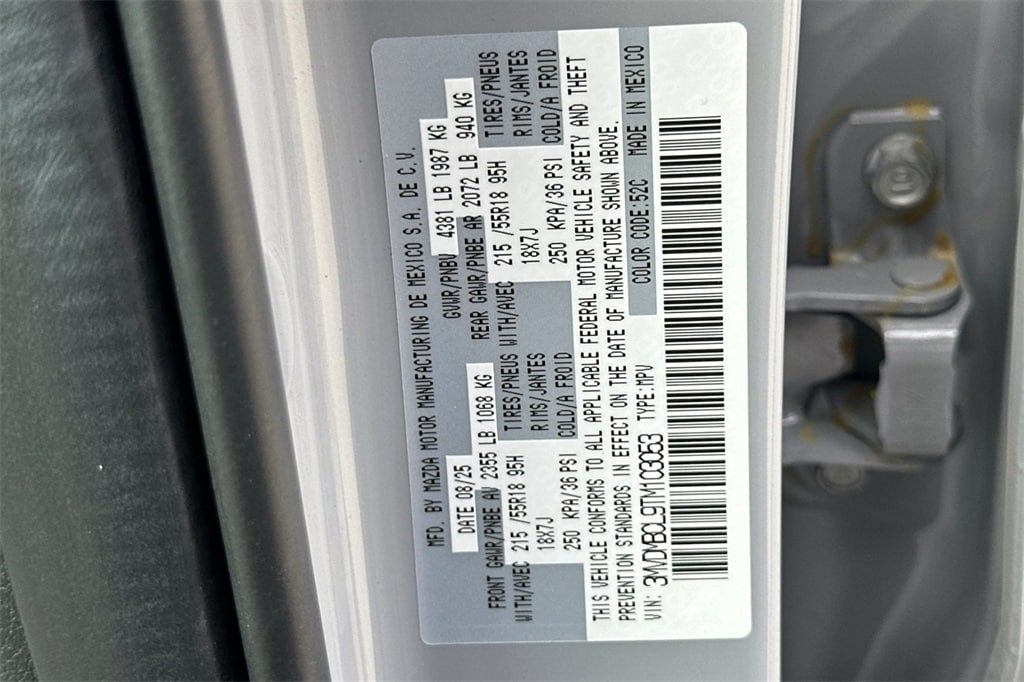 MFD. BY MAZDA MOTOR MANUFACTURING DE MEXICO S.A. DE C.V.
DATE 08/25 GVWR/PNBV 4381 LB 1987 KG
FRONT GAWR/PNBE AV 2355 LB 1068 KG REAR GAWR/PNBE AR 2072 LB 940 KG
WITH/AVEC 215 /55R18 95H TIRES/PNEUS WITH/AVEC 215 /55R18 95H TIRES/PNEUS
18X7J RIMS/JANTES 18X7J RIMS/JANTES
250 KPA/36 PSI COLD/A FROID 250 KPA/36 PSI COLD/A FROID
THIS VEHICLE CONFORMS TO ALL APPLICABLE FEDERAL MOTOR VEHICLE SAFETY AND THEFT
PREVENTION STANDARDS IN EFFECT ON THE DATE OF MANUFACTURE SHOWN ABOVE.
VIN: 3MVDMBCL9TM103053 TYPE:MPV COLOR CODE:52C MADE IN MEXICO